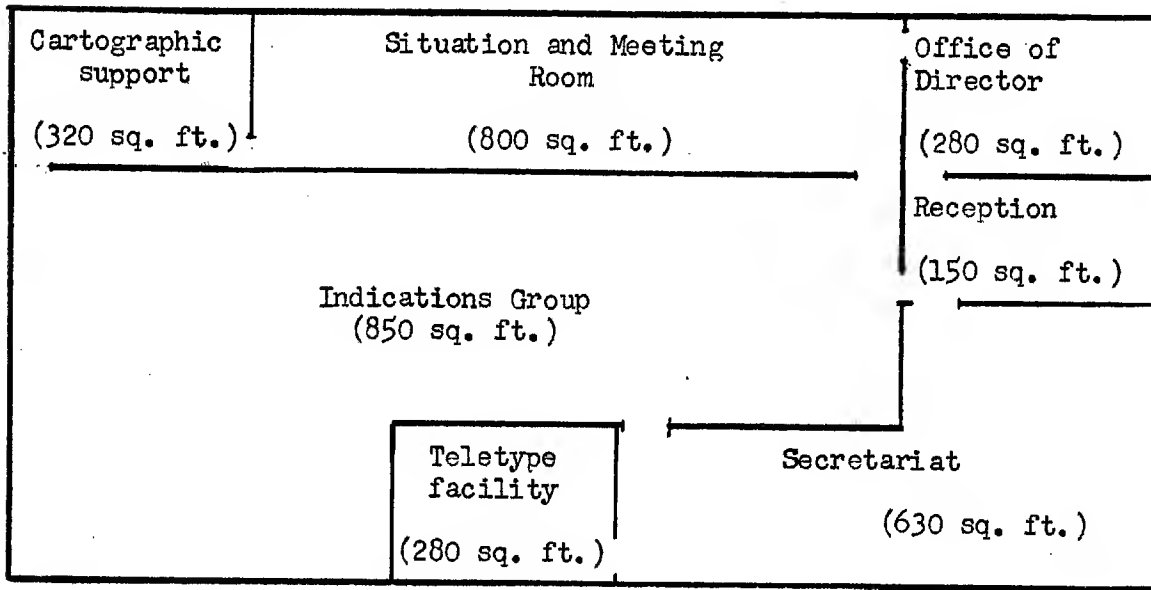 Cartographic
support
(320 sq. ft.)
Situation and Meeting
Room
(800 sq. ft.)
Office of
Director
(280 sq. ft.)
Reception
(150 sq. ft.)
Indications Group
(850 sq. ft.)
Teletype
facility
(280 sq. ft.)
Secretariat
(630 sq. ft.)